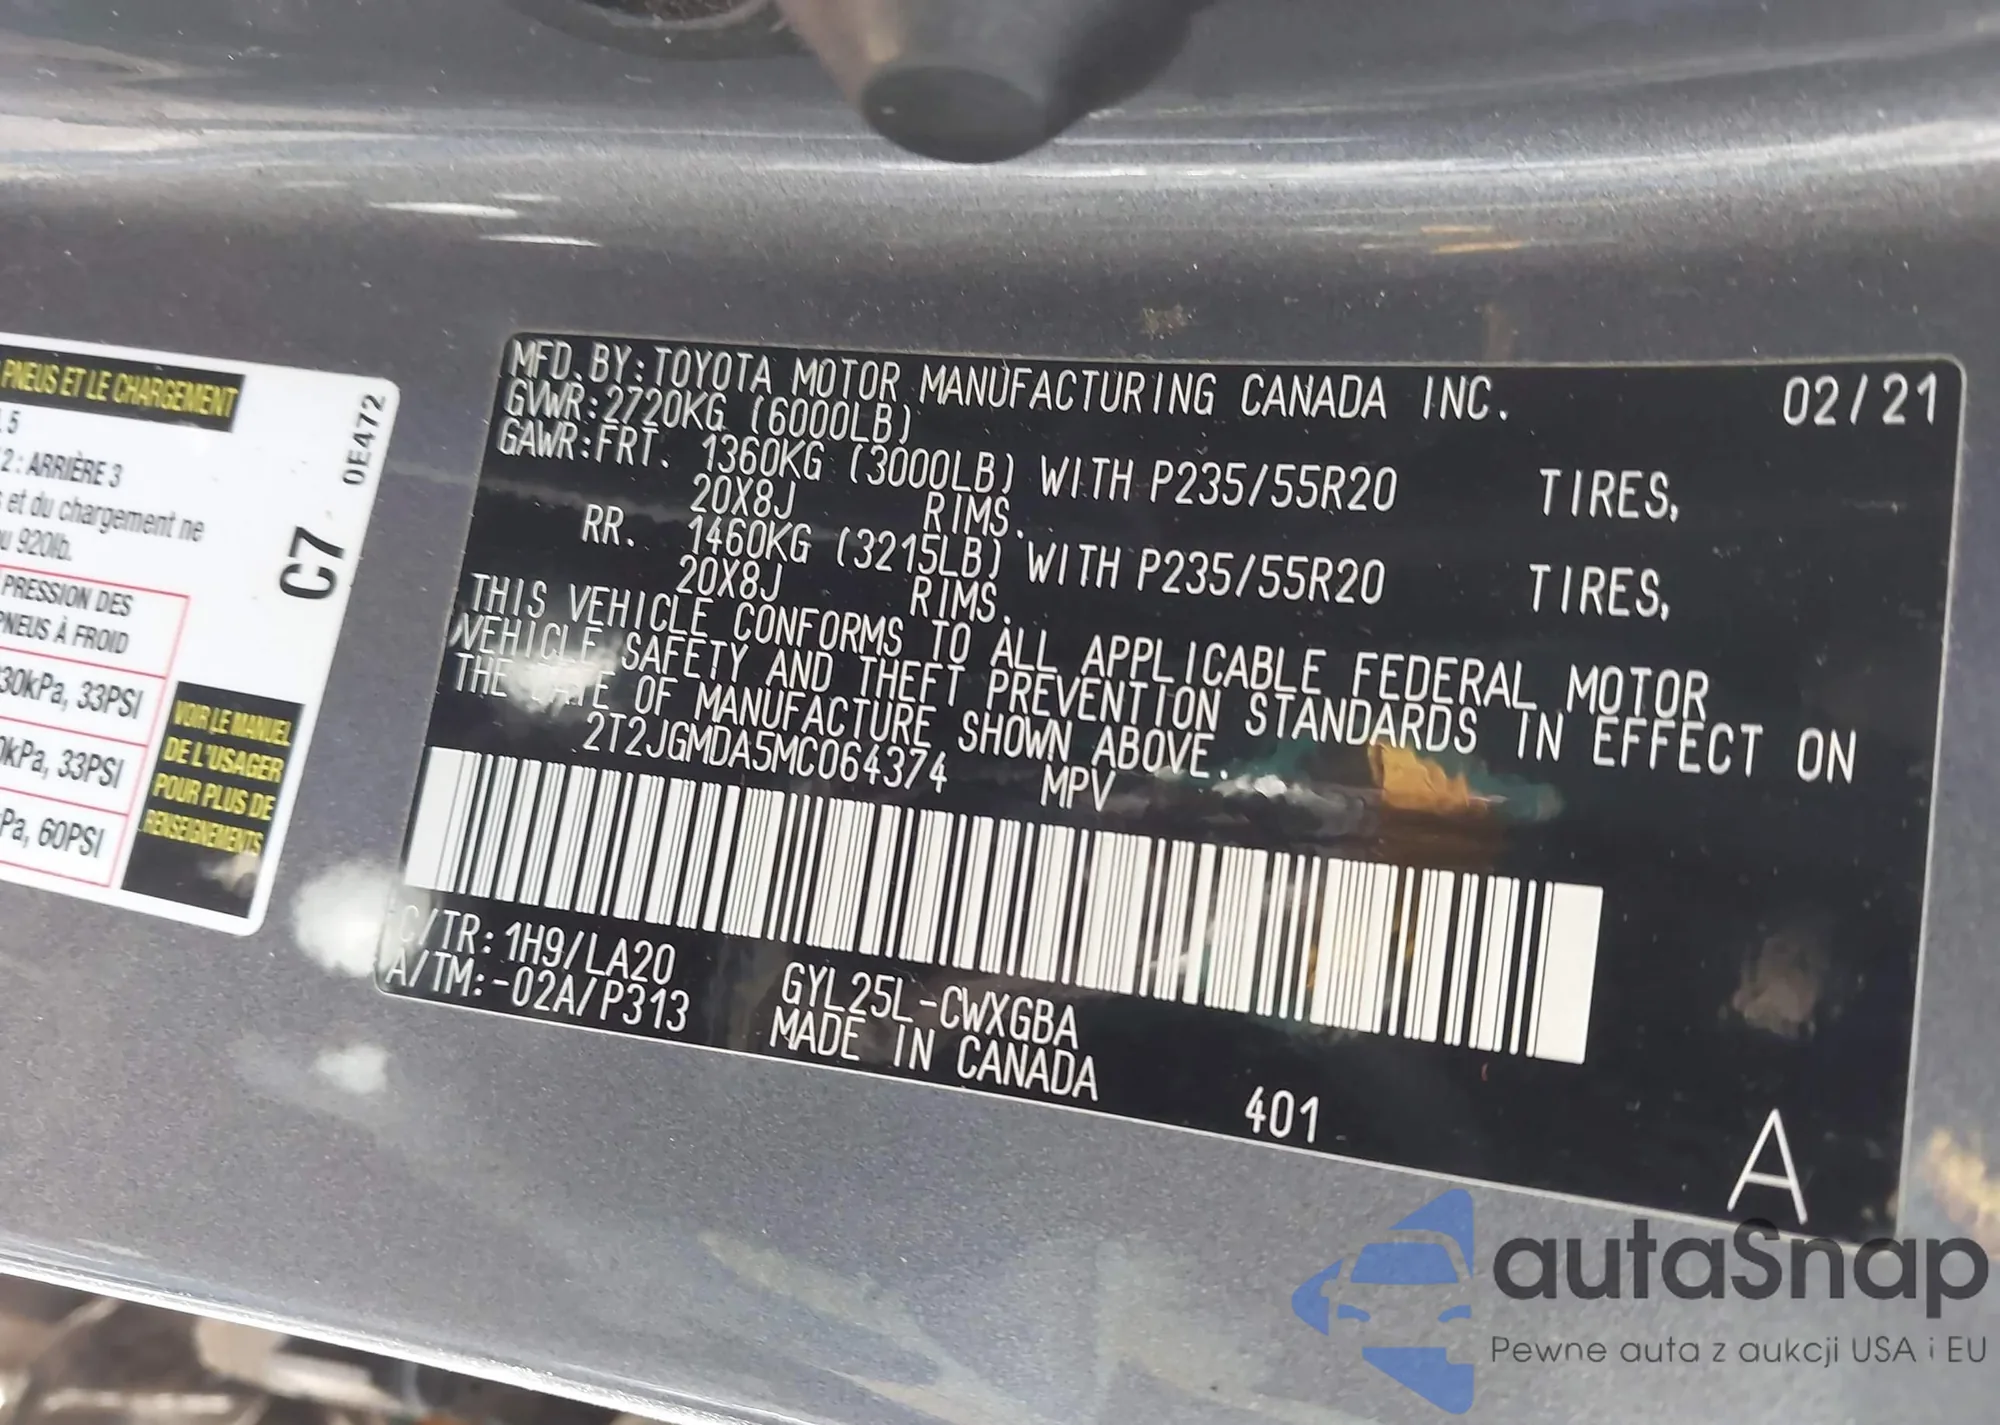 PNEUS ET LE CHARGEMENT
5
2 : ARRIÈRE 3
et du chargement ne
920lb.
PRESSION DES
PNEUS À FROID
30kPa, 33PSI
0kPa, 33PSI
Pa, 60PSI
VOIR LE MANUEL
DE L'USAGER
POUR PLUS DE
RENSEIGNEMENTS
C7
0E472
MFD. BY: TOYOTA MOTOR MANUFACTURING CANADA INC. 02/21
GVWR: 2720KG (6000LB)
GAWR: FRT. 1360KG (3000LB) WITH P235/55R20 TIRES,
20X8J RIMS.
RR. 1460KG (3215LB) WITH P235/55R20 TIRES,
20X8J RIMS.
THIS VEHICLE CONFORMS TO ALL APPLICABLE FEDERAL MOTOR
VEHICLE SAFETY AND THEFT PREVENTION STANDARDS IN EFFECT ON
THE DATE OF MANUFACTURE SHOWN ABOVE.
2T2JGMDA5MC064374 MPV
C/TR: 1H9/LA20 GYL25L-CWXGBA
A/TM: -02A/P313 MADE IN CANADA
401
A
autaSnap
Pewne auta z aukcji USA i EU